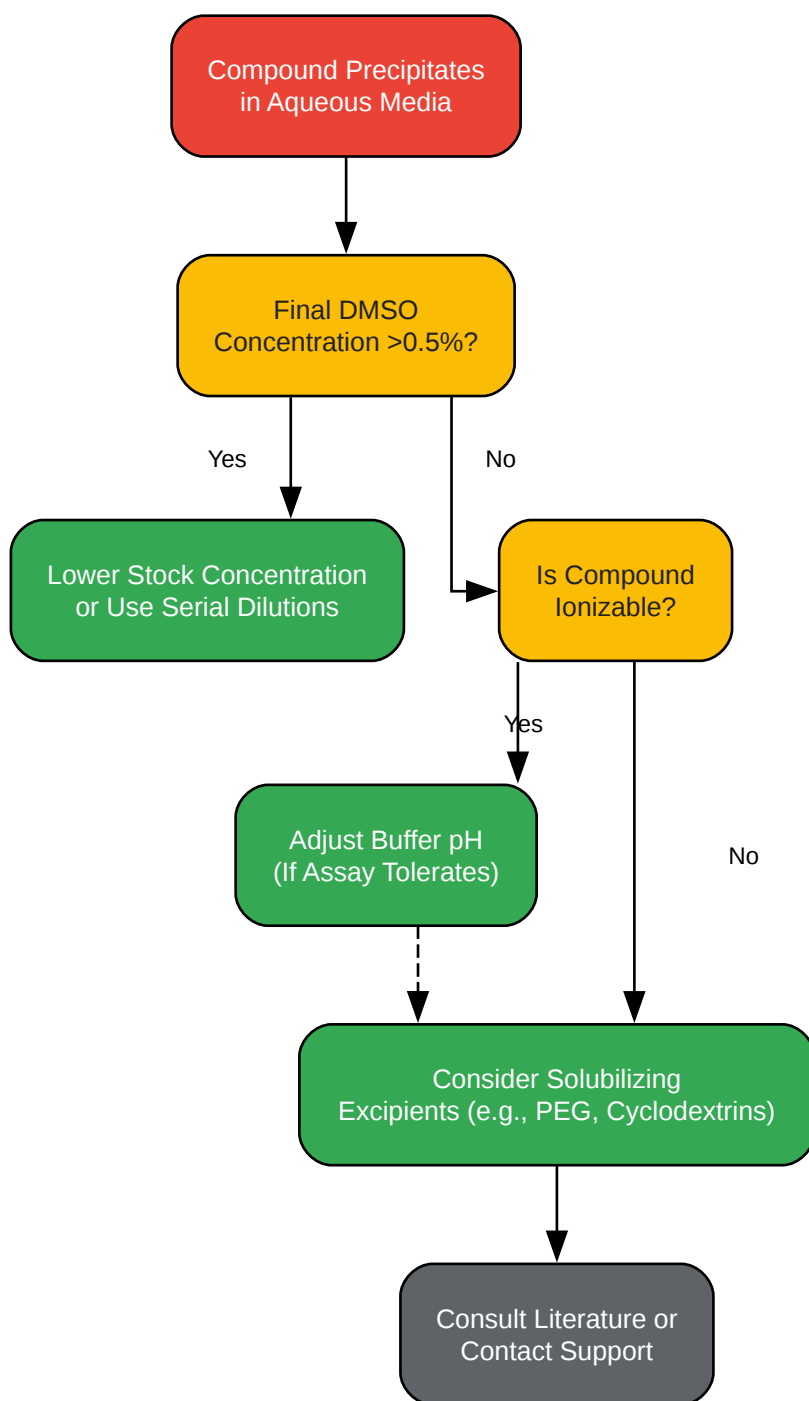 Compound Precipitates
in Aqueous Media
Final DMSO
Concentration >0.5%?
Yes
No
Lower Stock Concentration
or Use Serial Dilutions
Is Compound
Ionizable?
Yes
Adjust Buffer pH
(If Assay Tolerates)
No
Consider Solubilizing
Excipients (e.g., PEG, Cyclodextrins)
Consult Literature or
Contact Support